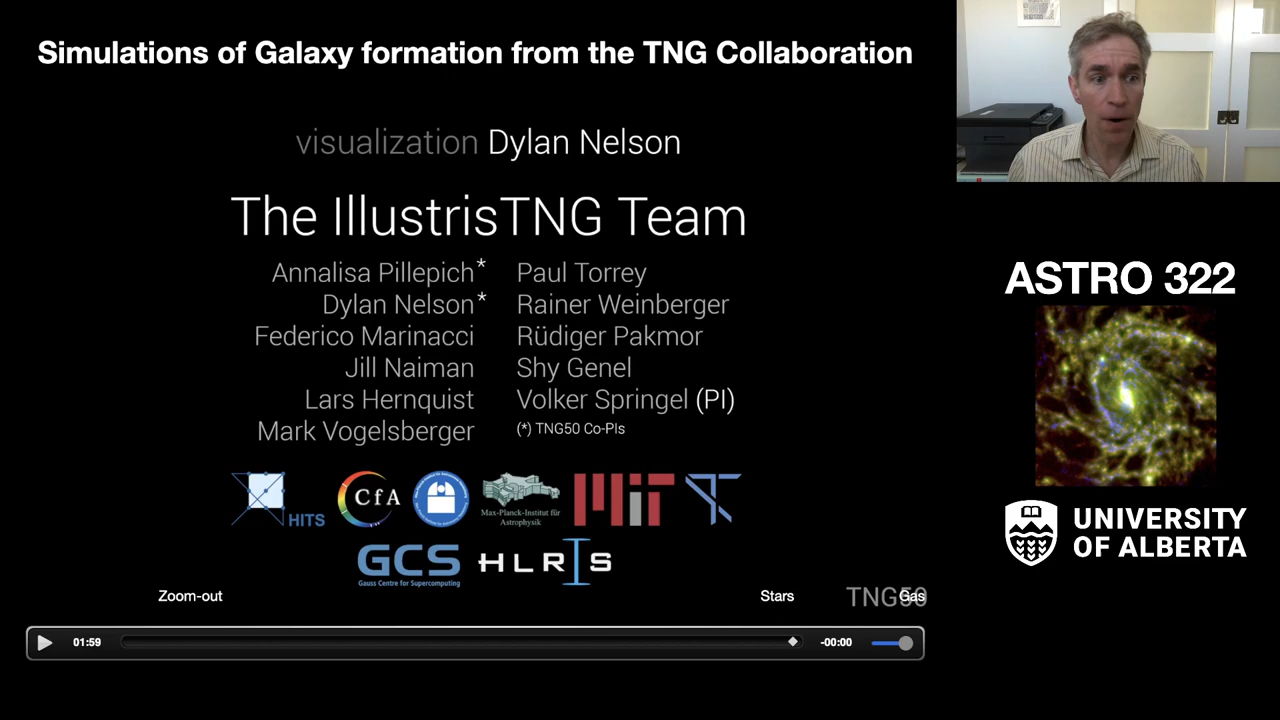 Simulations of Galaxy formation from the TNG Collaboration
visualization Dylan Nelson
The IllustrisTNG Team
Annalisa Pillepich*
Dylan Nelson*
Federico Marinacci
Jill Naiman
Lars Hernquist
Mark Vogelsberger
Paul Torrey
Rainer Weinberger
Rüdiger Pakmor
Shy Genel
Volker Springel (PI)
(*) TNG50 Co-PIs
HITS
CfA
Max-Planck-Institut für
Astrophysik
MIT
GCS
Gauss Centre for Supercomputing
HLRIS
Zoom-out
Stars
TNG50
Gas
01:59
-00:00
ASTRO 322
UNIVERSITY
OF ALBERTA